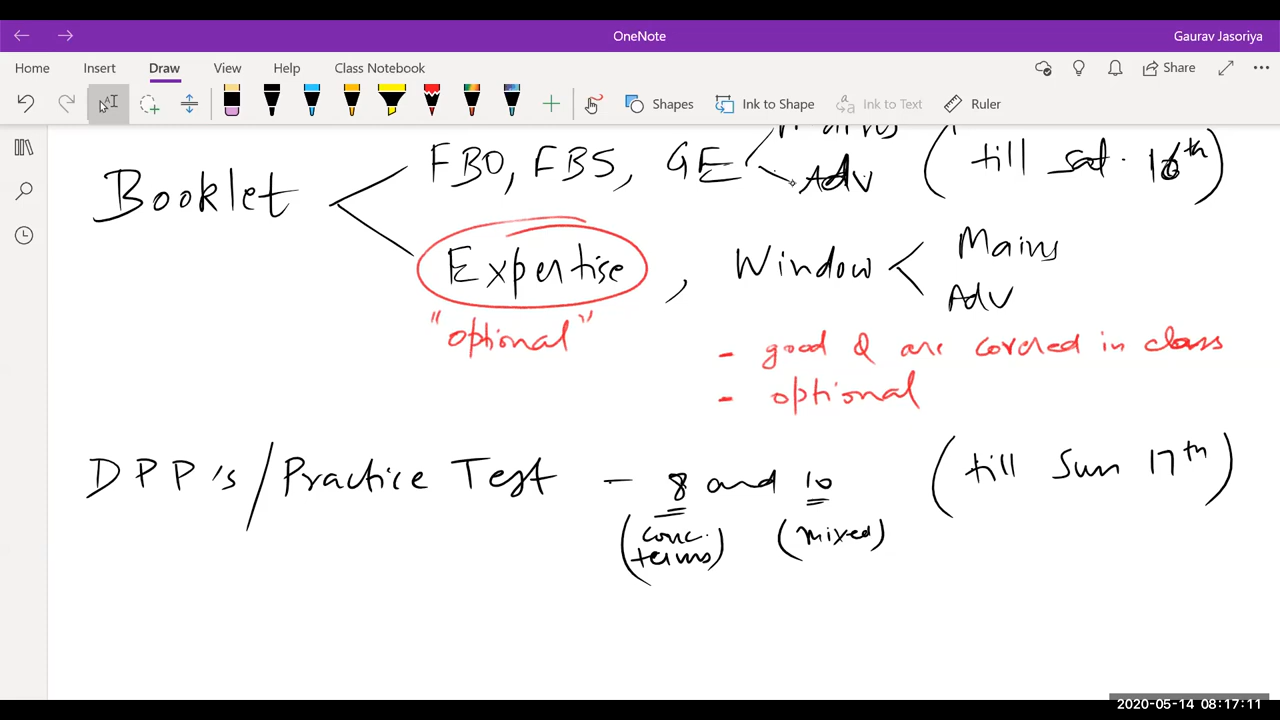 OneNote
Gaurav Jasoriya
Home Insert Draw View Help Class Notebook Share
Shapes Ink to Shape Ink to Text Ruler
Booklet
FBO, FBS, GE
Mains
Adv
(till sat. 16th)
Expertise, Window
Mains
Adv
"optional"
- good Q are covered in class
- optional
DPP's/Practice Test - 8 and 10 (till Sun 17th)
(conc. terms) (mixed)
2020-05-14 08:17:11